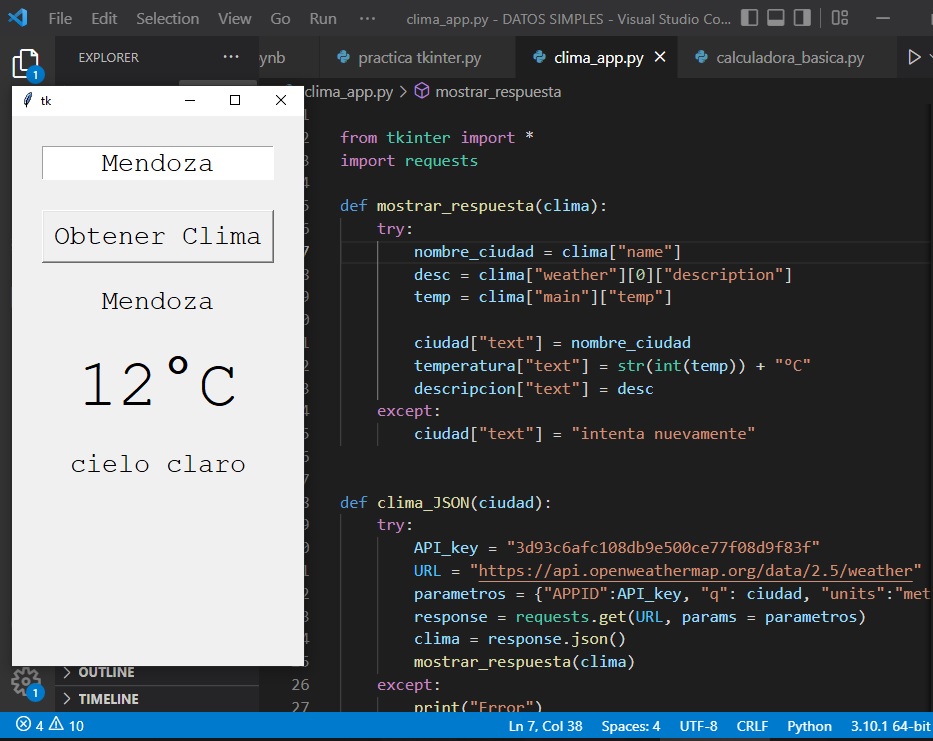 File Edit Selection View Go Run ··· clima_app.py - DATOS SIMPLES - Visual Studio Co...
EXPLORER ··· ynb practica tkinter.py clima_app.py calculadora_basica.py
1
clima_app.py > mostrar_respuesta
tk
Mendoza
Obtener Clima
Mendoza
12°C
cielo claro
from tkinter import *
import requests
def mostrar_respuesta(clima):
try:
nombre_ciudad = clima["name"]
desc = clima["weather"][0]["description"]
temp = clima["main"]["temp"]
ciudad["text"] = nombre_ciudad
temperatura["text"] = str(int(temp)) + "ºC"
descripcion["text"] = desc
except:
ciudad["text"] = "intenta nuevamente"
def clima_JSON(ciudad):
try:
API_key = "3d93c6afc108db9e500ce77f08d9f83f"
URL = "https://api.openweathermap.org/data/2.5/weather"
parametros = {"APPID":API_key, "q": ciudad, "units":"met
response = requests.get(URL, params = parametros)
clima = response.json()
mostrar_respuesta(clima)
26 except:
27 print("Error")
OUTLINE
1
TIMELINE
4 10 Ln 7, Col 38 Spaces: 4 UTF-8 CRLF Python 3.10.1 64-bit